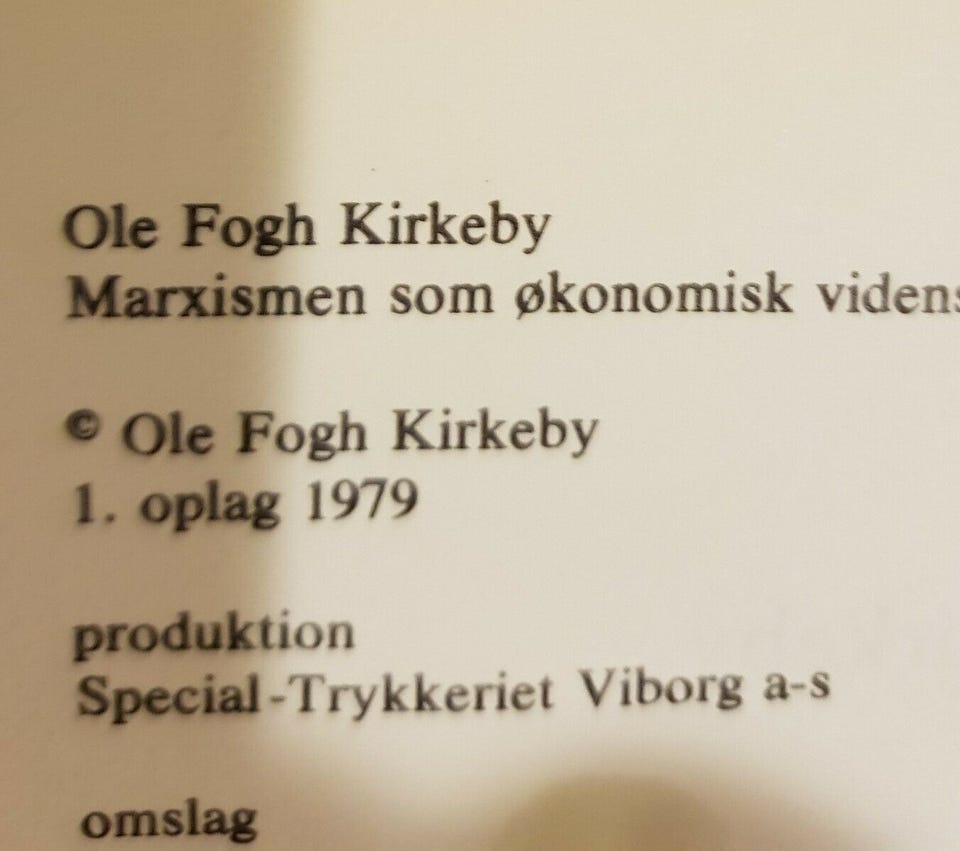 Ole Fogh Kirkeby
Marxismen som økonomisk videns
© Ole Fogh Kirkeby
1. oplag 1979
produktion
Special-Trykkeriet Viborg a-s
omslag